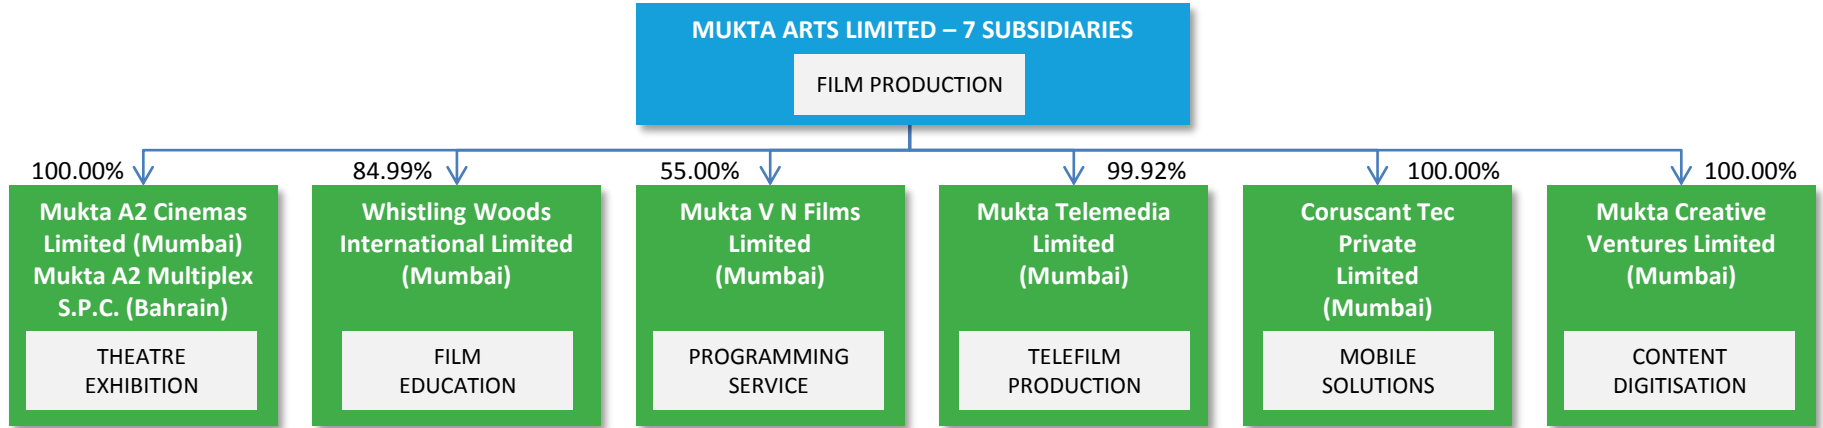 MUKTA ARTS LIMITED – 7 SUBSIDIARIES
FILM PRODUCTION
100.00%
84.99%
55.00%
99.92%
100.00%
100.00%
Mukta A2 Cinemas
Limited (Mumbai)
Mukta A2 Multiplex
S.P.C. (Bahrain)
THEATRE
EXHIBITION
Whistling Woods
International Limited
(Mumbai)
FILM
EDUCATION
Mukta V N Films
Limited
(Mumbai)
PROGRAMMING
SERVICE
Mukta Telemedia
Limited
(Mumbai)
TELEFILM
PRODUCTION
Coruscant Tec
Private
Limited
(Mumbai)
MOBILE
SOLUTIONS
Mukta Creative
Ventures Limited
(Mumbai)
CONTENT
DIGITISATION